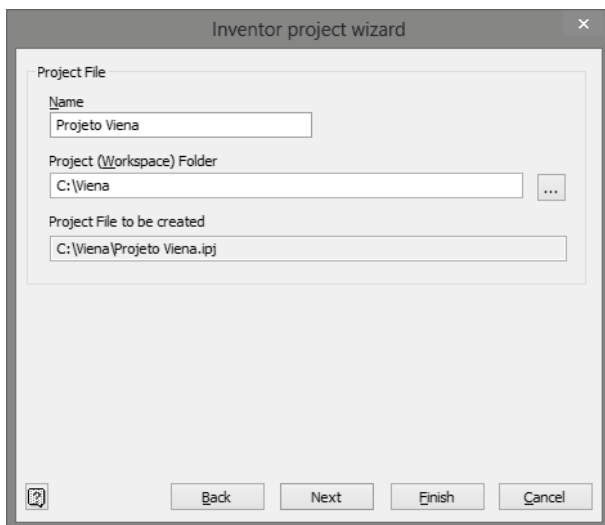 Inventor project wizard
Project File
Name
Projeto Viena
Project (Workspace) Folder
C:\Viena
...
Project File to be created
C:\Viena\Projeto Viena.ipj
Back Next Finish Cancel